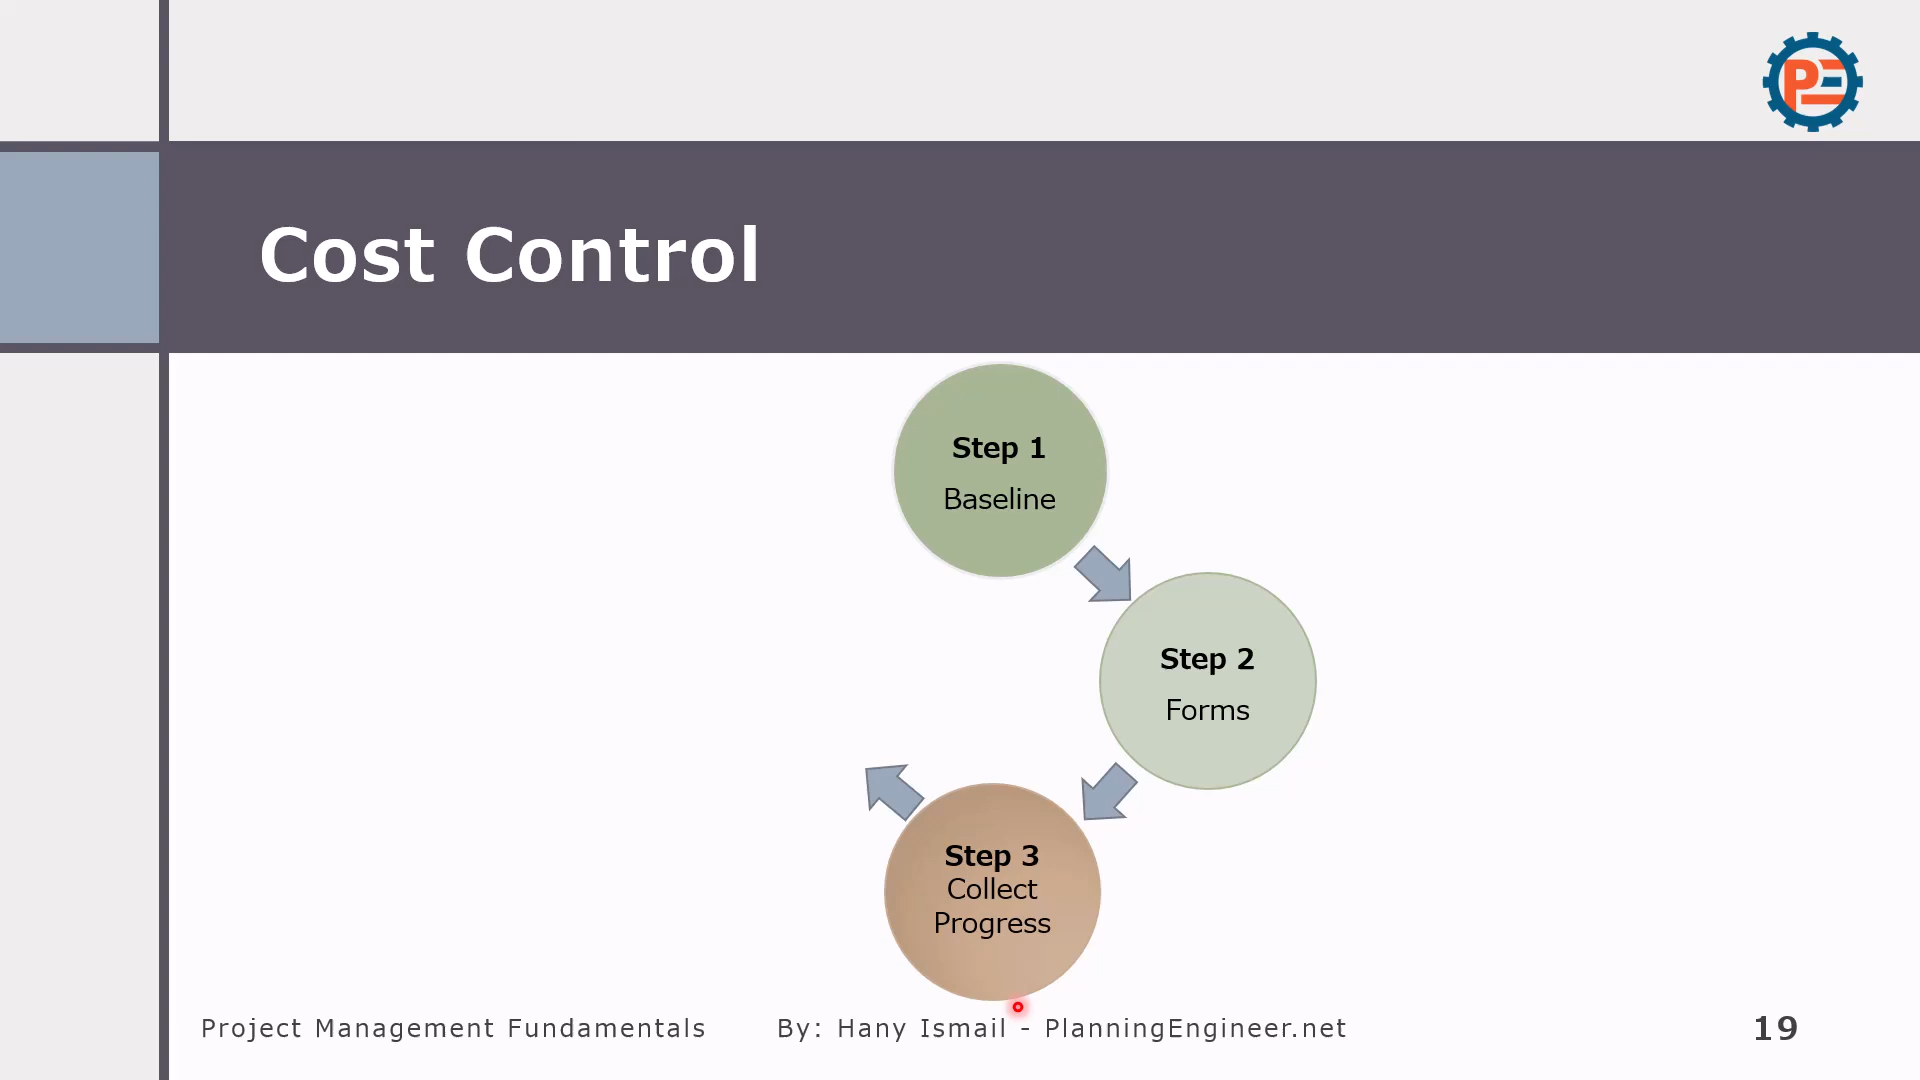 PE
Cost Control
Step 1
Baseline
Step 2
Forms
Step 3
Collect
Progress
Project Management Fundamentals
By: Hany Ismail - PlanningEngineer.net
19